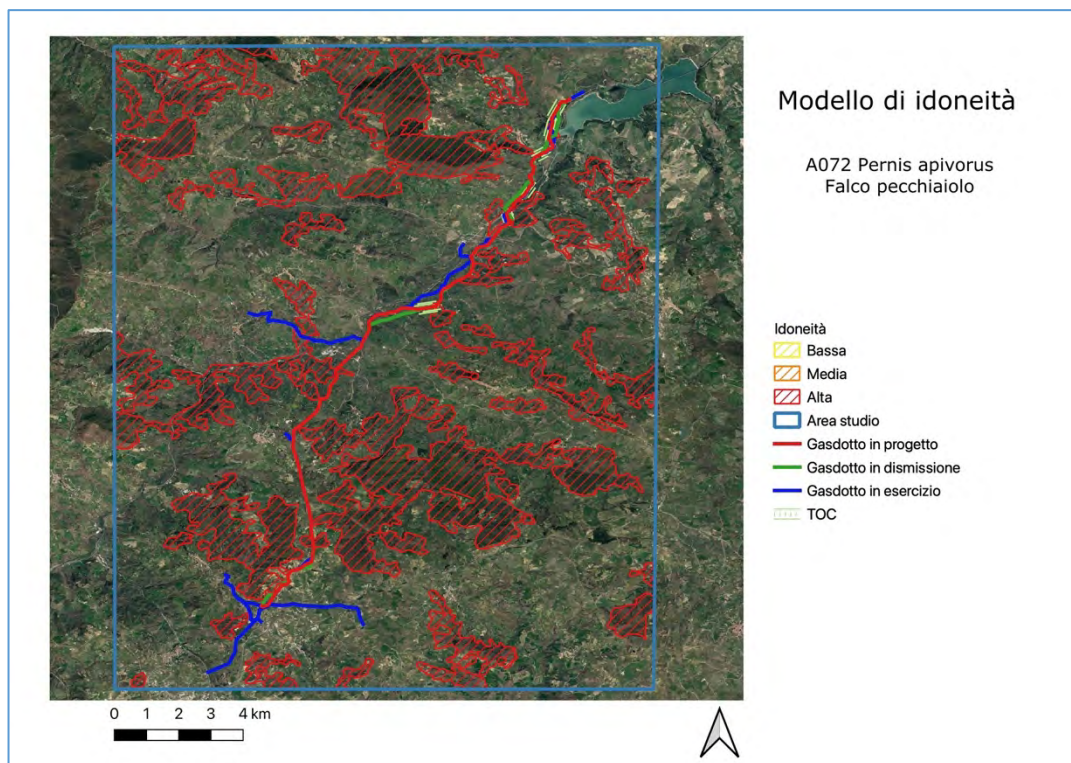 Modello di idoneità
A072 Pernis apivorus
Falco pecchiaiolo
Idoneità
Bassa
Media
Alta
Area studio
Gasdotto in progetto
Gasdotto in dismissione
Gasdotto in esercizio
TOC
0 1 2 3 4 km